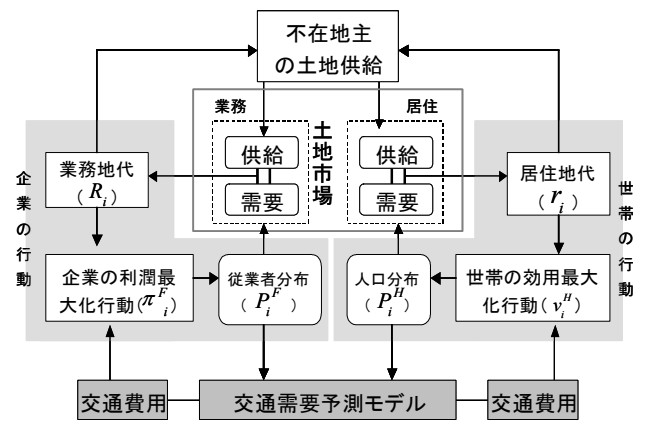 不在地主
の土地供給
業務
居住
土地市場
供給
需要
供給
需要
業務地代
（ R_i ）
居住地代
（ r_i ）
企業の行動
世帯の行動
企業の利潤最
大化行動(π^F_i)
従業者分布
（ P_i^F ）
人口分布
（ P_i^H ）
世帯の効用最大
化行動(v_i^H)
交通費用
交通需要予測モデル
交通費用